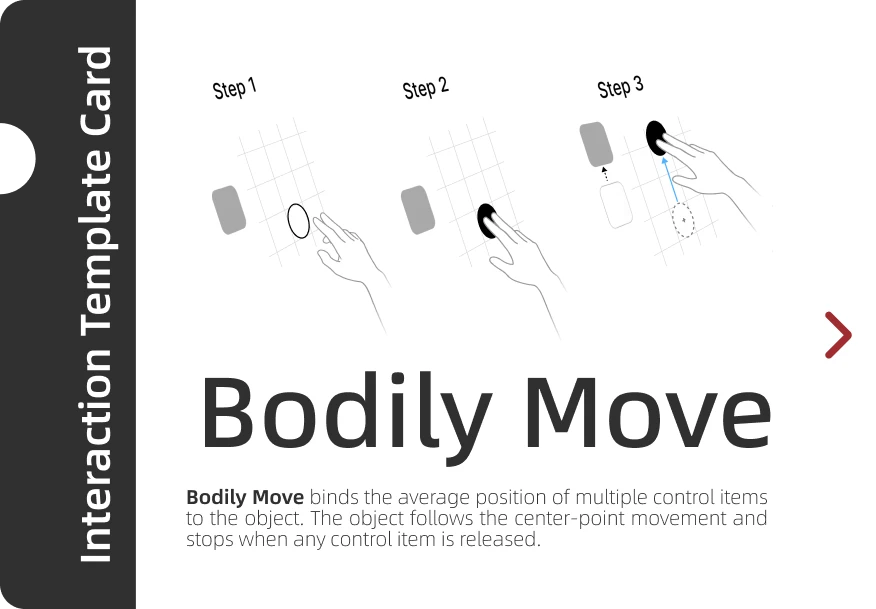 Interaction Template Card
Step 1
Step 2
Step 3
Bodily Move
Bodily Move binds the average position of multiple control items
to the object. The object follows the center-point movement and
stops when any control item is released.